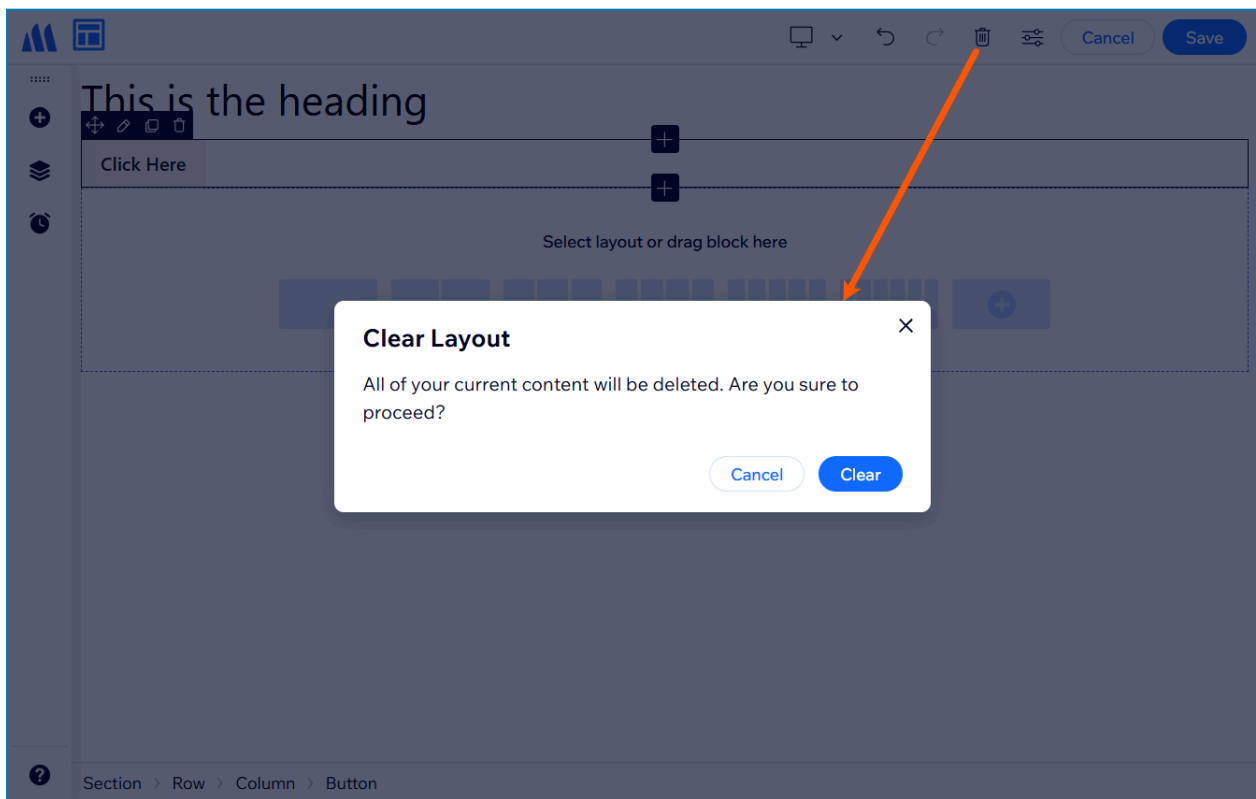 Cancel
Save
This is the heading
Click Here
Select layout or drag block here
Clear Layout
All of your current content will be deleted. Are you sure to
proceed?
Cancel
Clear
Section > Row > Column > Button